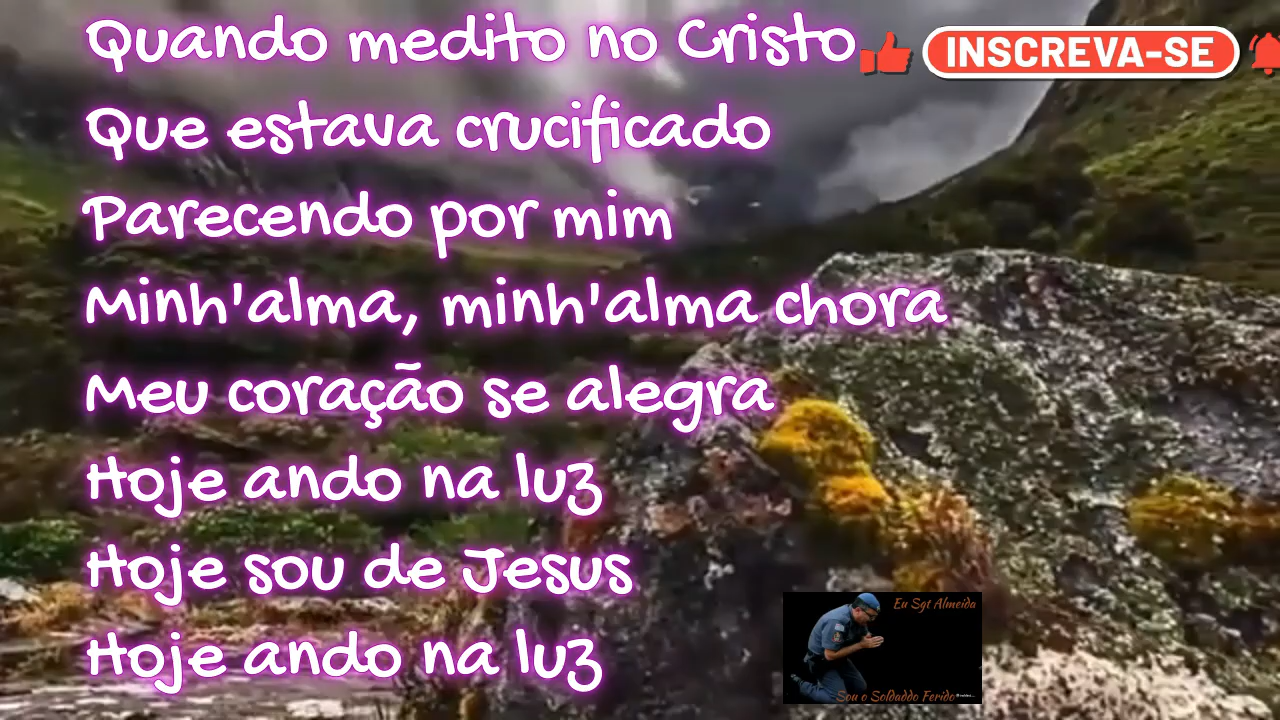 Quando medito no Cristo
INSCREVA-SE
Que estava crucificado
Parecendo por mim
Minh'alma, minh'alma chora
Meu coração se alegra
Hoje ando na luz
Hoje sou de Jesus
Hoje ando na luz
Eu Sgt Almeida
Sou o Soldaddo Ferido